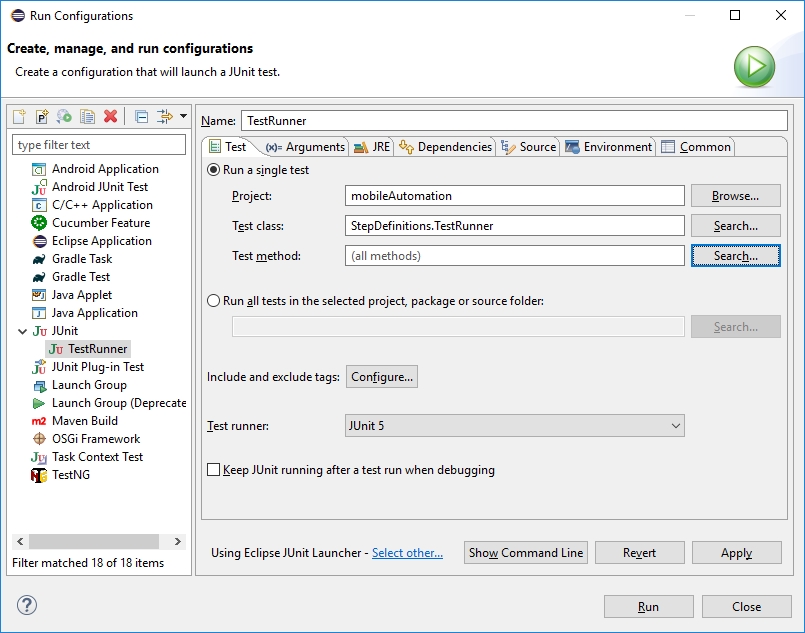 Run Configurations
Create, manage, and run configurations
Create a configuration that will launch a JUnit test.
type filter text
Android Application
Android JUnit Test
C/C++ Application
Cucumber Feature
Eclipse Application
Gradle Task
Gradle Test
Java Applet
Java Application
JUnit
TestRunner
JUnit Plug-in Test
Launch Group
Launch Group (Deprecate
Maven Build
OSGi Framework
Task Context Test
TestNG
Filter matched 18 of 18 items
Name: TestRunner
Test (x)= Arguments JRE Dependencies Source Environment Common
Run a single test
Project: mobileAutomation Browse...
Test class: StepDefinitions.TestRunner Search...
Test method: (all methods) Search...
Run all tests in the selected project, package or source folder:
Search...
Include and exclude tags: Configure...
Test runner: JUnit 5
Keep JUnit running after a test run when debugging
Using Eclipse JUnit Launcher - Select other... Show Command Line Revert Apply
Run Close